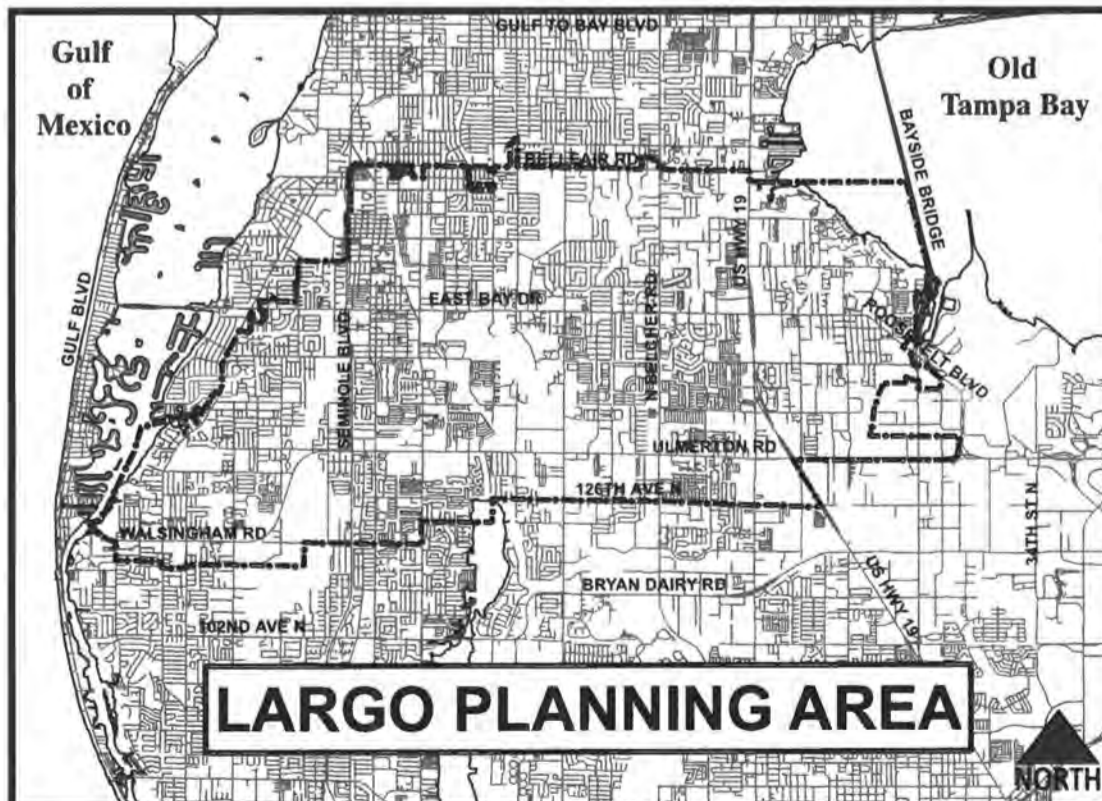 GULF TO BAY BLVD
Gulf
of
Mexico
Old
Tampa Bay
BAYSIDE BRIDGE
BELLEAIR RD
US HWY 19
GULF BLVD
EAST BAY DR
N BELCHER RD
SEMINOLE BLVD
ROOSEVELT BLVD
ULMERTON RD
126TH AVE N
34TH ST N
WALSINGHAM RD
BRYAN DAIRY RD
US HWY 19
102ND AVE N
LARGO PLANNING AREA
NORTH